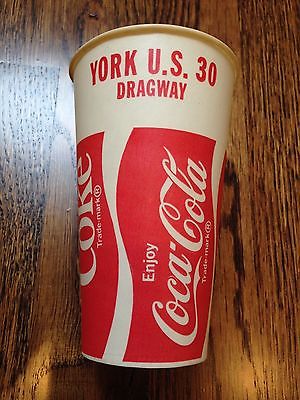 YORK U.S. 30
DRAGWAY
Coke
Trade-mark®
Enjoy
Coca-Cola
Trade-mark®